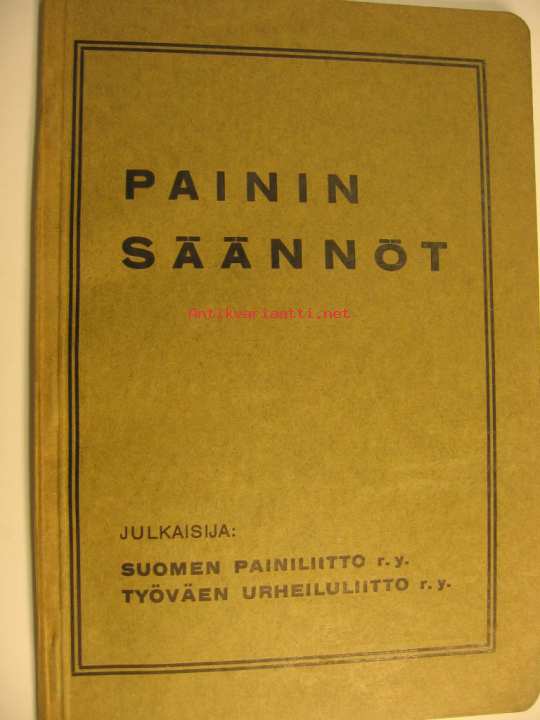 PAININ
SÄÄNNÖT
Antikvariaatti.net
JULKAISIJA:
SUOMEN PAINILIITTO r. y.
TYÖVÄEN URHEILULIITTO r. y.